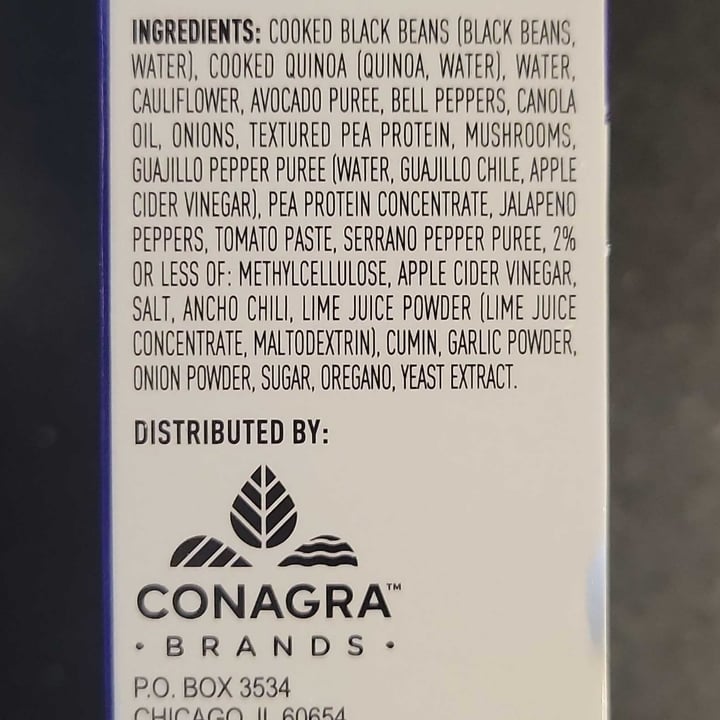 INGREDIENTS: COOKED BLACK BEANS (BLACK BEANS,
WATER), COOKED QUINOA (QUINOA, WATER), WATER,
CAULIFLOWER, AVOCADO PUREE, BELL PEPPERS, CANOLA
OIL, ONIONS, TEXTURED PEA PROTEIN, MUSHROOMS,
GUAJILLO PEPPER PUREE (WATER, GUAJILLO CHILE, APPLE
CIDER VINEGAR), PEA PROTEIN CONCENTRATE, JALAPENO
PEPPERS, TOMATO PASTE, SERRANO PEPPER PUREE, 2%
OR LESS OF: METHYLCELLULOSE, APPLE CIDER VINEGAR,
SALT, ANCHO CHILI, LIME JUICE POWDER (LIME JUICE
CONCENTRATE, MALTODEXTRIN), CUMIN, GARLIC POWDER,
ONION POWDER, SUGAR, OREGANO, YEAST EXTRACT.
DISTRIBUTED BY:
CONAGRA™
• BRANDS •
P.O. BOX 3534
CHICAGO, IL 60654